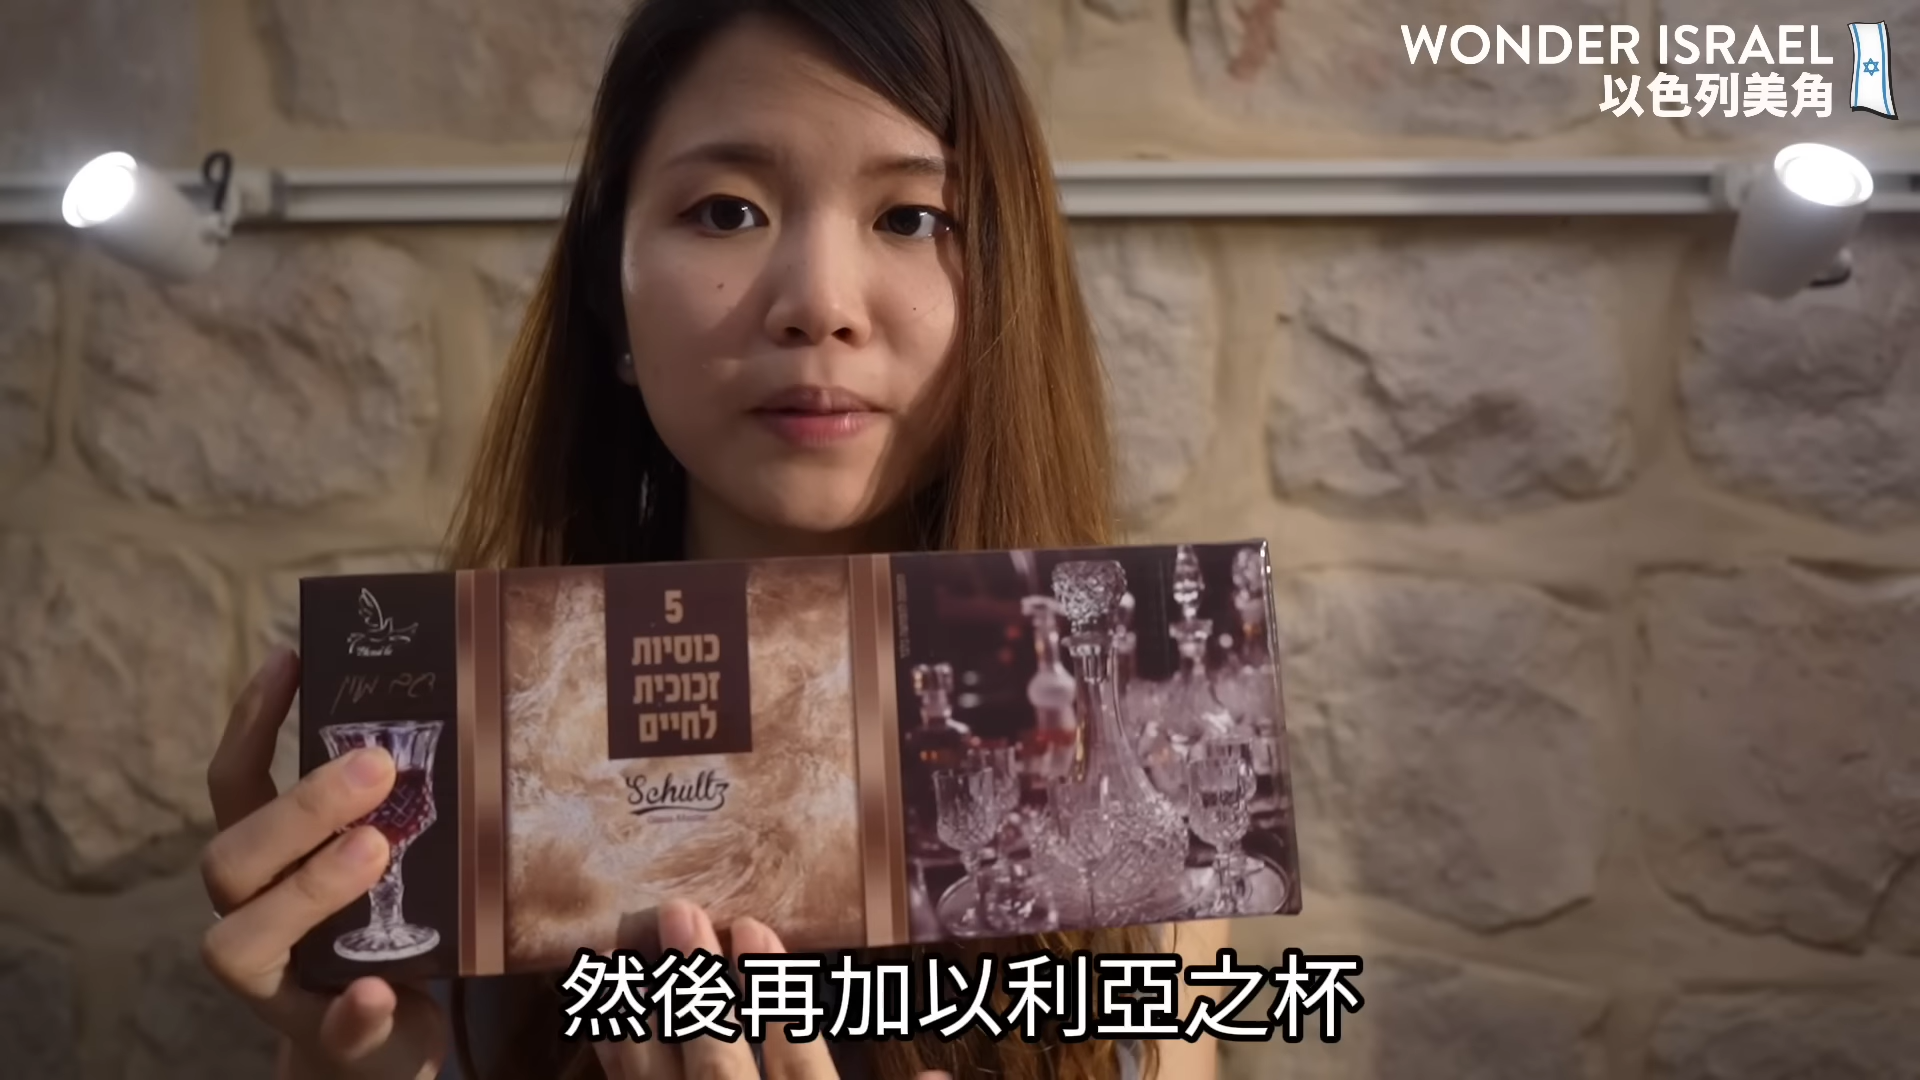 WONDER ISRAEL
以色列美角
5
כוסיות
זכוכית
לחיים
Schultz
然後再加以利亞之杯